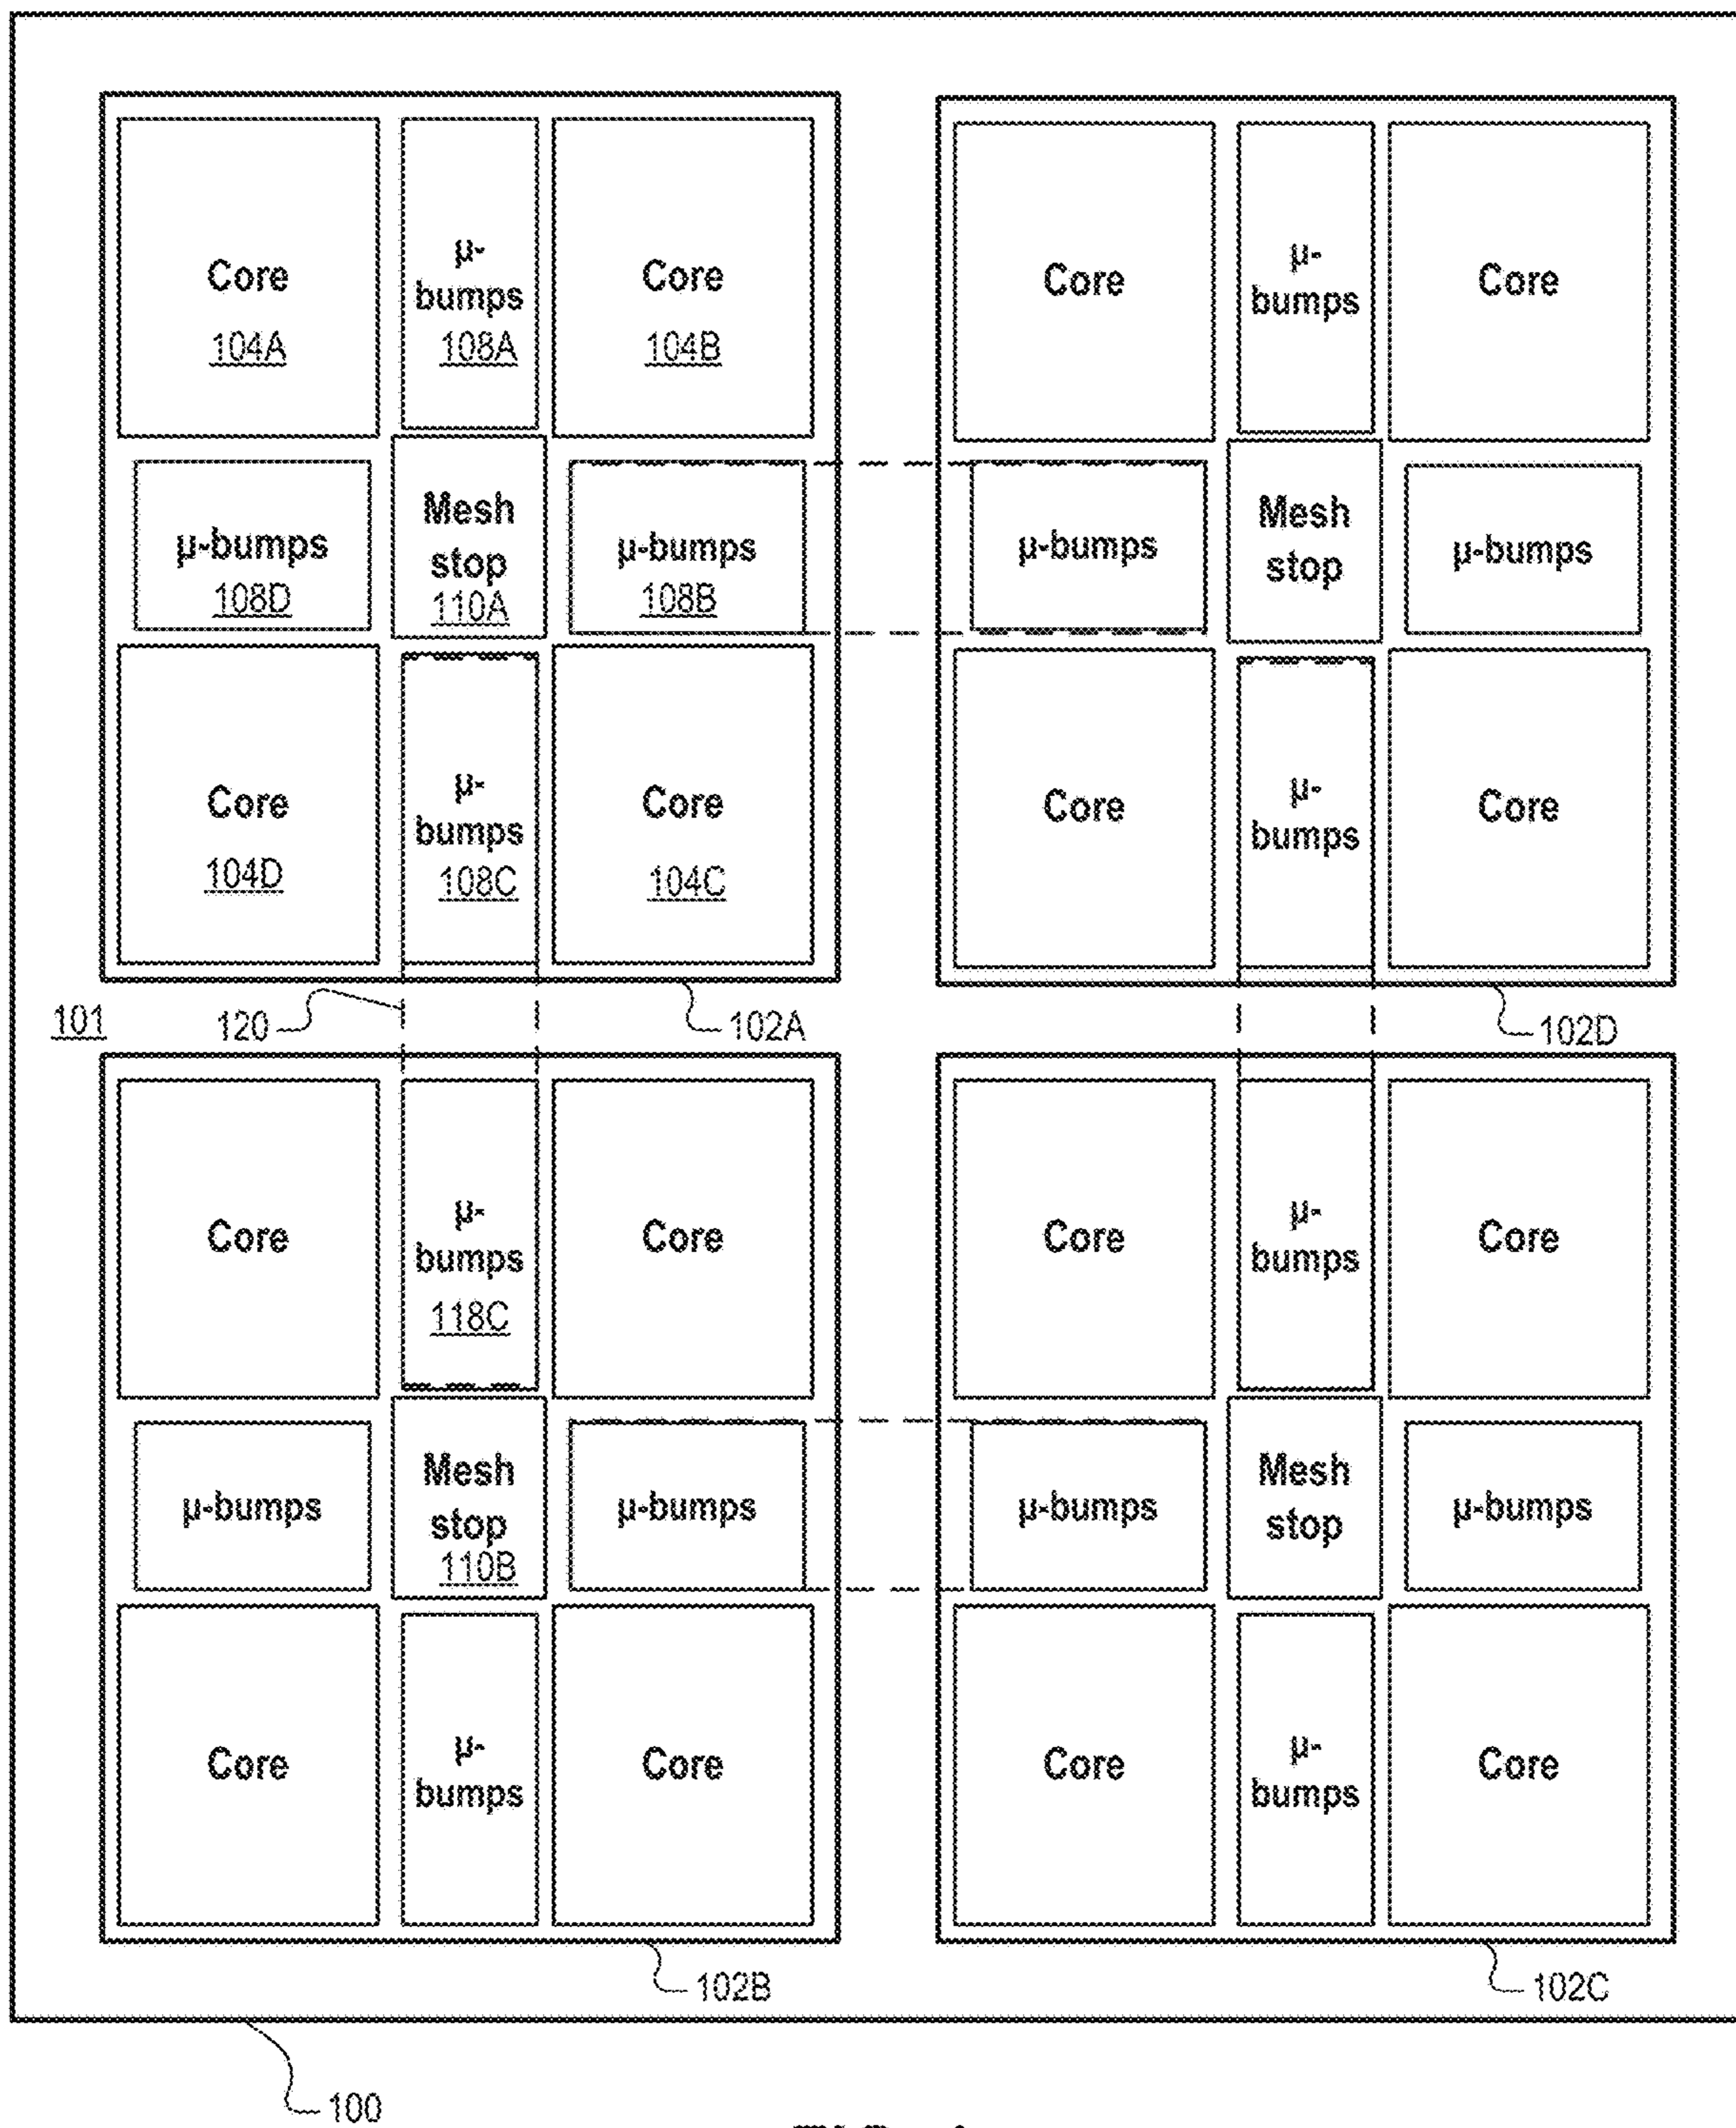 Core
104A
μ-
bumps
108A
Core
104B
μ-bumps
108D
Mesh
stop
110A
μ-bumps
108B
Core
104D
μ-
bumps
108C
Core
104C
Core
μ-
bumps
Core
μ-bumps
Mesh
stop
μ-bumps
Core
μ-
bumps
Core
101
120
102A
102D
Core
μ-
bumps
118C
Core
μ-bumps
Mesh
stop
110B
μ-bumps
Core
μ-
bumps
Core
Core
μ-
bumps
Core
μ-bumps
Mesh
stop
μ-bumps
Core
μ-
bumps
Core
102B
102C
100